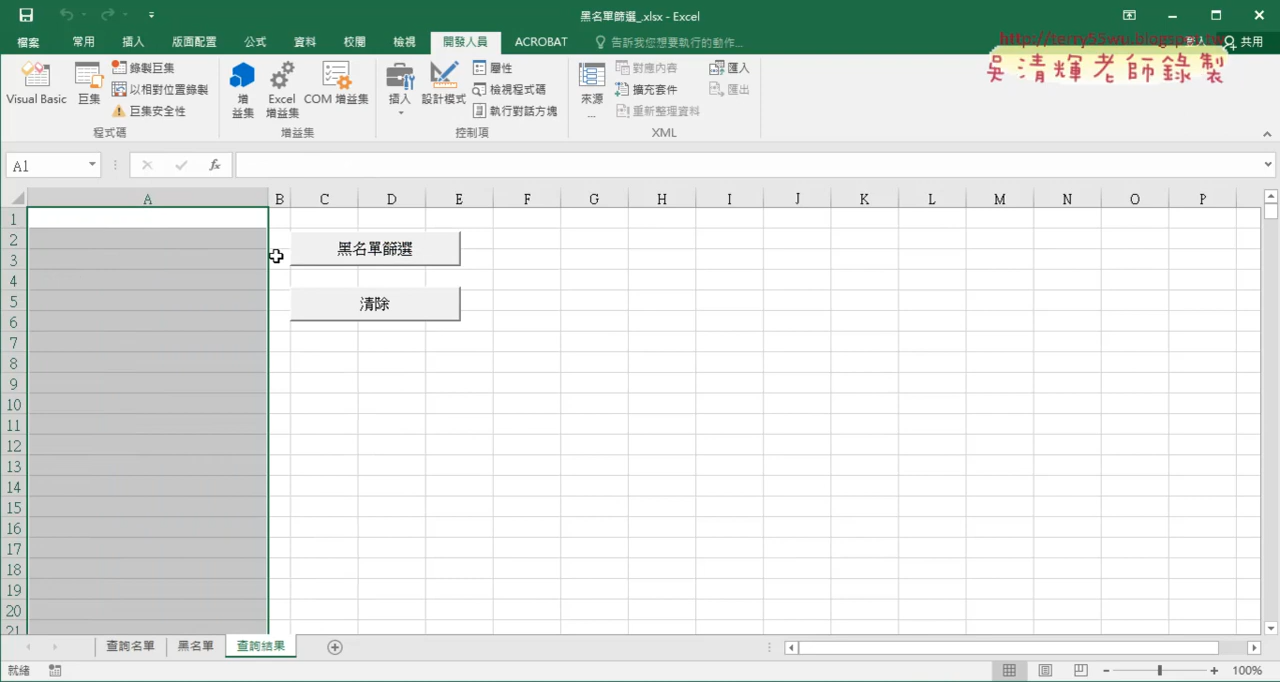 黑名單篩選_.xlsx - Excel
檔案 常用 插入 版面配置 公式 資料 校閱 檢視 開發人員 ACROBAT 告訴我您想要執行的動作... 共用
http://terry55wu.blogspot.tw
吳清輝老師錄製
Visual Basic 巨集 錄製巨集 以相對位置錄製 巨集安全性
增益集 Excel 增益集 COM 增益集
插入 設計模式 屬性 檢視程式碼 執行對話方塊
來源... 對應內容 擴充套件 重新整理資料 匯入 匯出
程式碼 增益集 控制項 XML
A1 fx
A B C D E F G H I J K L M N O P
1
2
3
4
5
6
7
8
9
10
11
12
13
14
15
16
17
18
19
20
21
黑名單篩選
清除
查詢名單 黑名單 查詢結果
就緒 100%